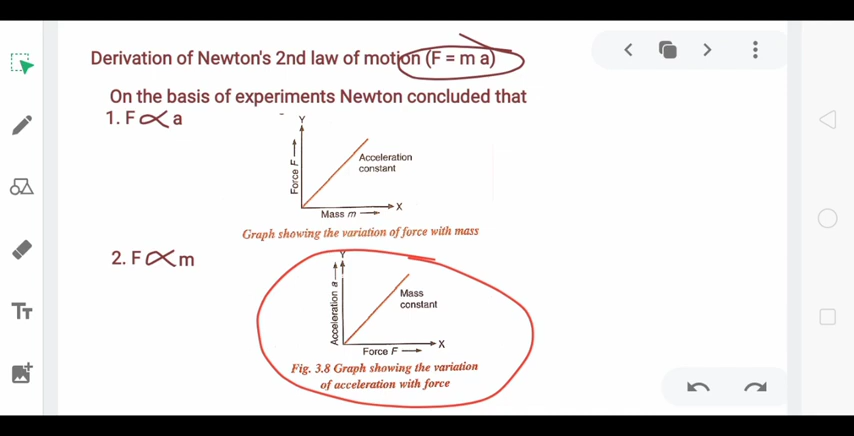 Derivation of Newton's 2nd law of motion (F = m a)
On the basis of experiments Newton concluded that
1. F ∝ a
Y
Force F
Acceleration
constant
X
Mass m
Graph showing the variation of force with mass
2. F ∝ m
Y
Acceleration a
Mass
constant
X
Force F
Fig. 3.8 Graph showing the variation
of acceleration with force
TT